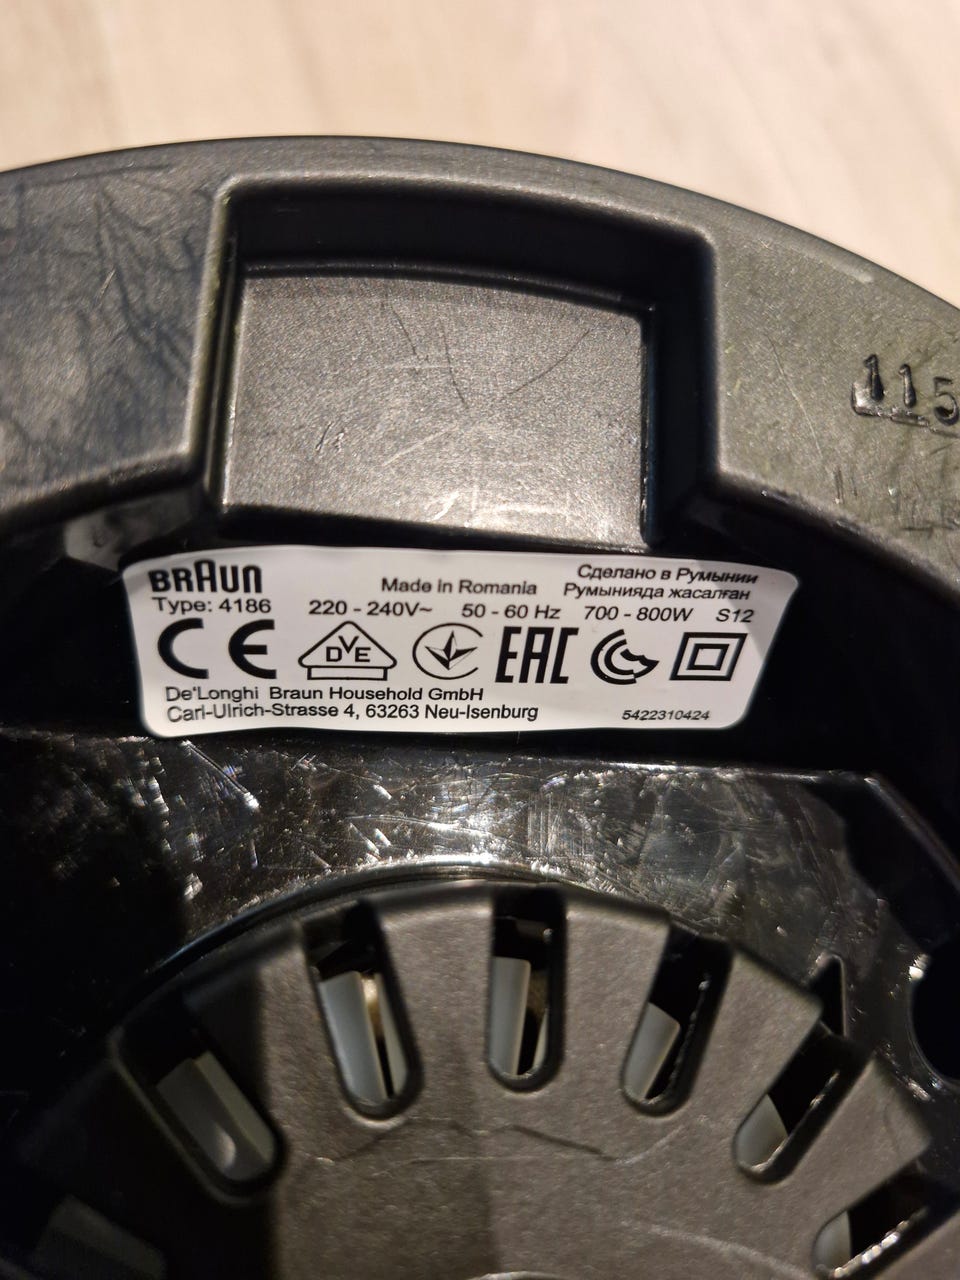 115
BRAUN
Made in Romania
Сделано в Румынии
Румынияда жасалған
Type: 4186 220 - 240V~ 50 - 60 Hz 700 - 800W S12
CE DVE EAC
De'Longhi Braun Household GmbH
Carl-Ulrich-Strasse 4, 63263 Neu-Isenburg
5422310424